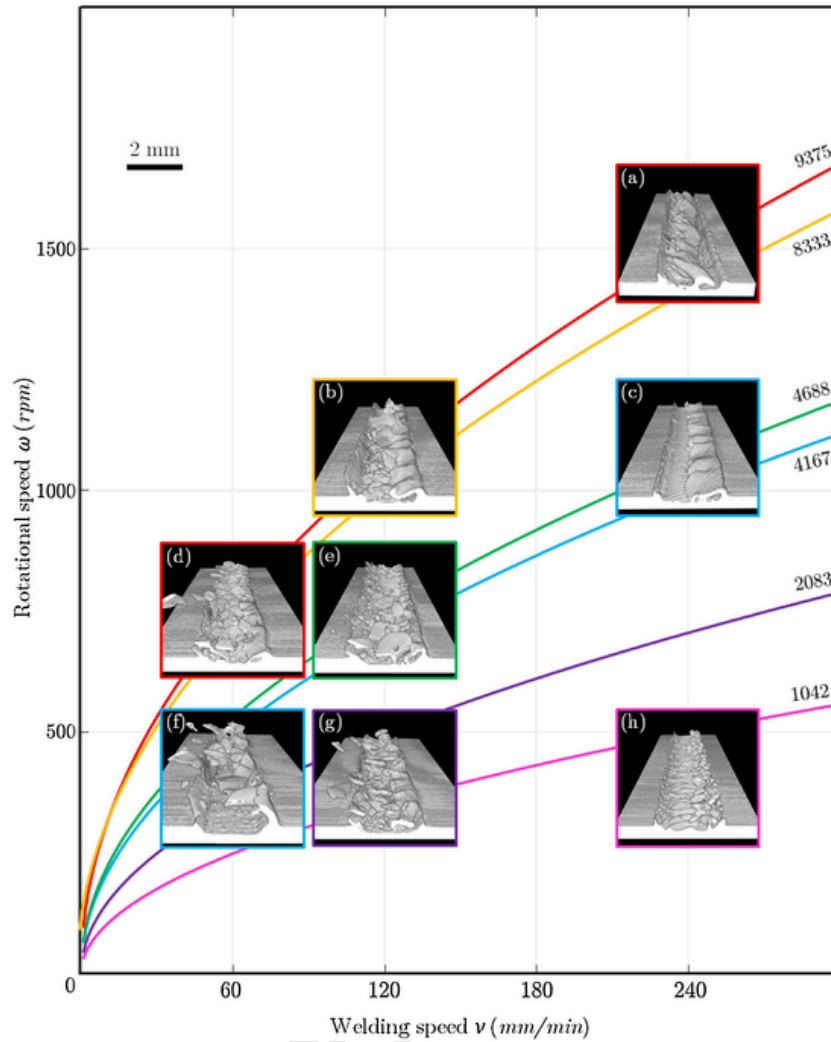 2 mm
(a)
9375
8333
1500
(b)
(c)
4688
4167
1000
(d)
(e)
2083
(f)
(g)
(h)
1042
500
0
60
120
180
240
Rotational speed ω (rpm)
Welding speed ν (mm/min)